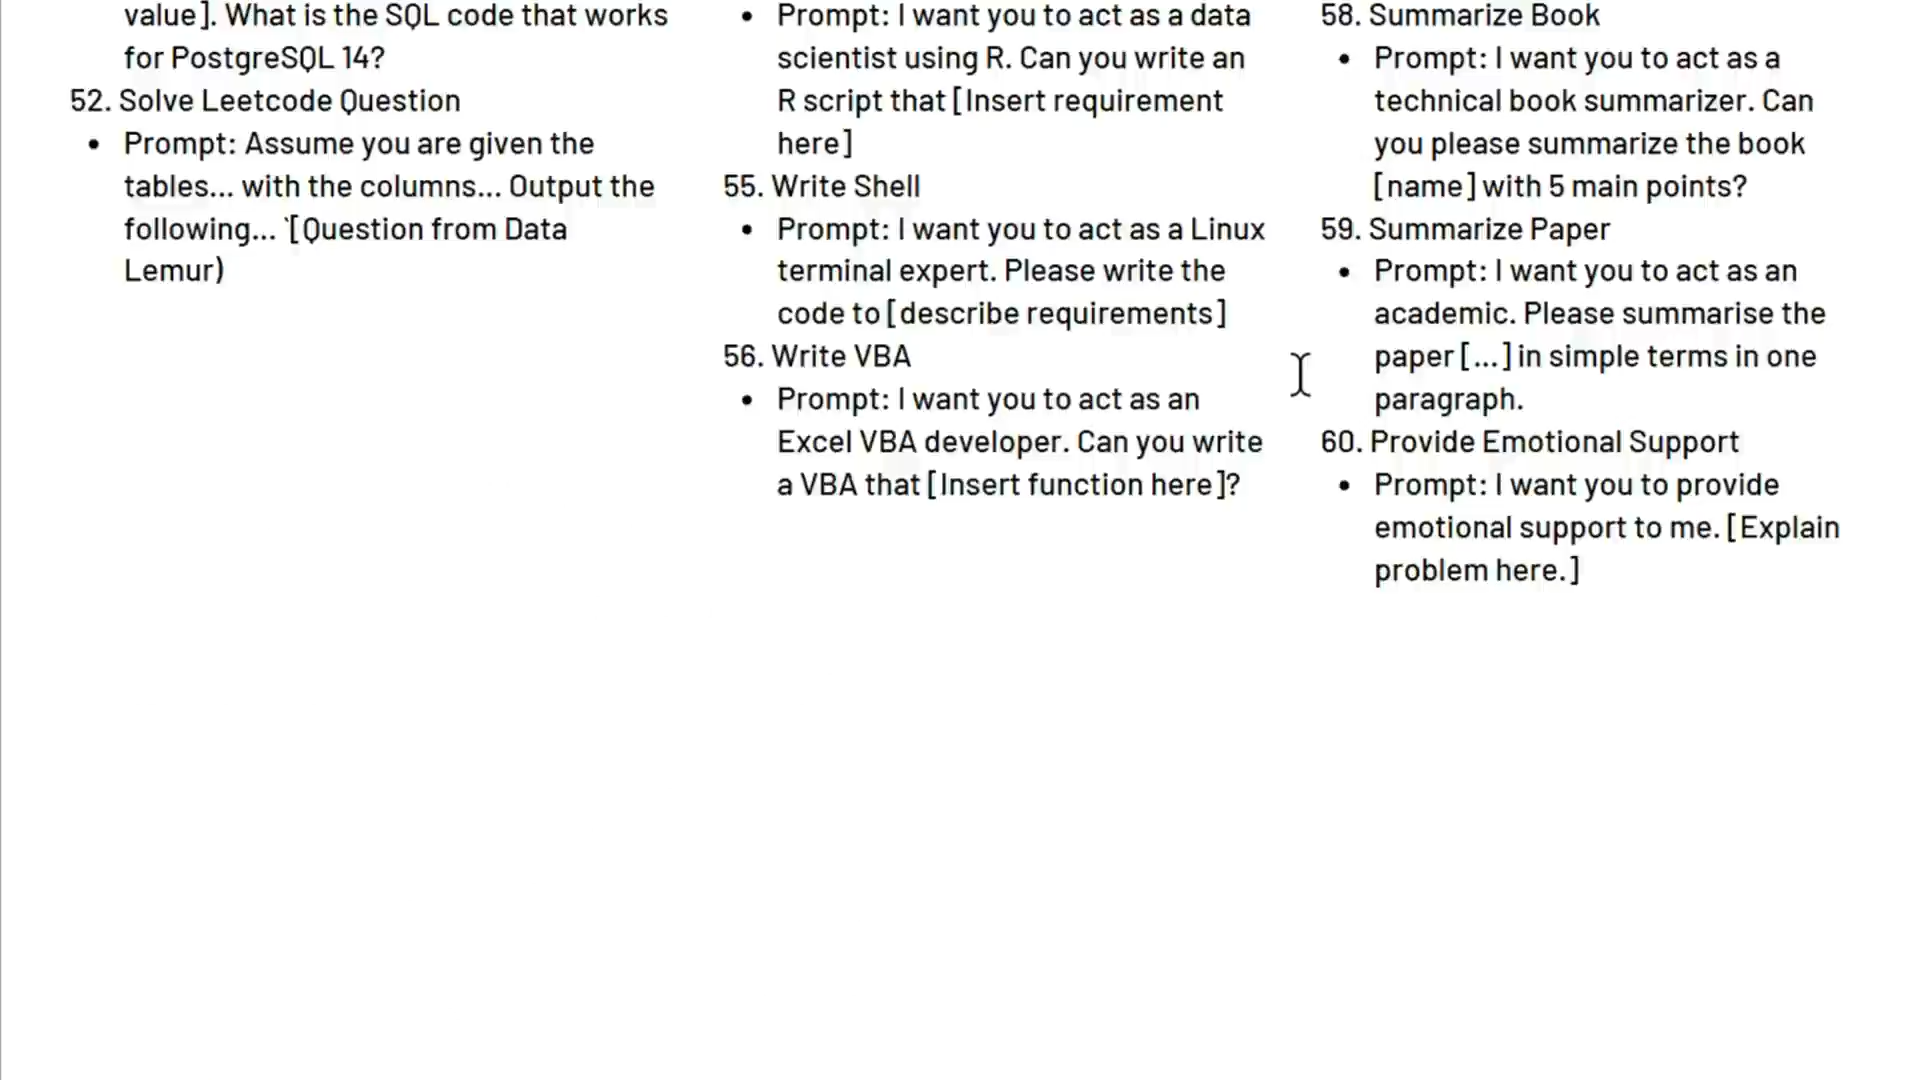 value]. What is the SQL code that works
for PostgreSQL 14?
52. Solve Leetcode Question
• Prompt: Assume you are given the
tables... with the columns... Output the
following... `[Question from Data
Lemur)
• Prompt: I want you to act as a data
scientist using R. Can you write an
R script that [Insert requirement
here]
55. Write Shell
• Prompt: I want you to act as a Linux
terminal expert. Please write the
code to [describe requirements]
56. Write VBA
• Prompt: I want you to act as an
Excel VBA developer. Can you write
a VBA that [Insert function here]?
58. Summarize Book
• Prompt: I want you to act as a
technical book summarizer. Can
you please summarize the book
[name] with 5 main points?
59. Summarize Paper
• Prompt: I want you to act as an
academic. Please summarise the
paper [...] in simple terms in one
paragraph.
60. Provide Emotional Support
• Prompt: I want you to provide
emotional support to me. [Explain
problem here.]